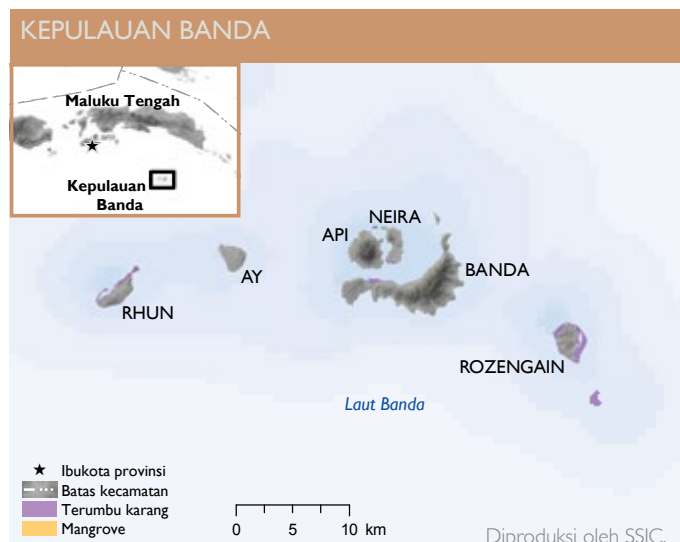 KEPULAUAN BANDA
Maluku Tengah
Kepulauan
Banda
NEIRA
API
AY
BANDA
RHUN
ROZENGAIN
Laut Banda
Ibukota provinsi
Batas kecamatan
Terumbu karang
Mangrove
0 5 10 km
Diproduksi oleh SSIC.